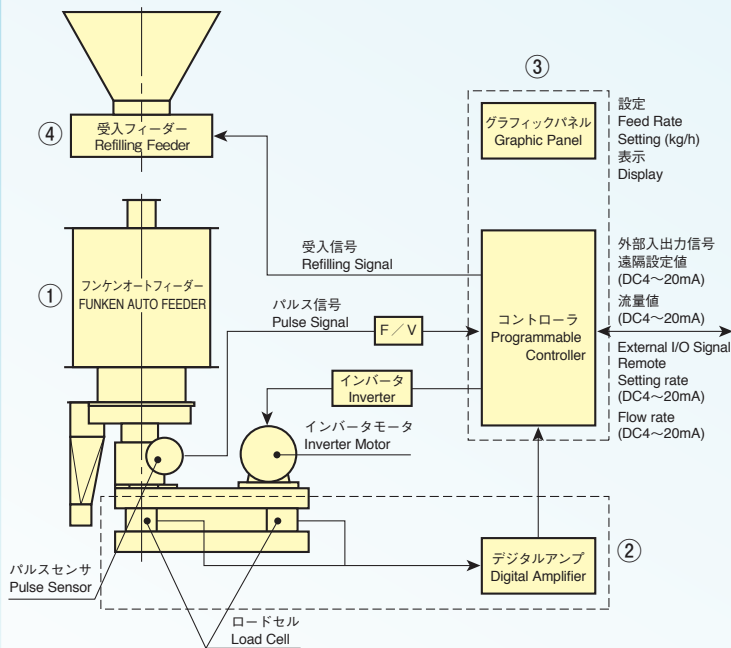 ③
設定
Feed Rate
Setting (kg/h)
表示
Display
グラフィックパネル
Graphic Panel
④
受入フィーダー
Refilling Feeder
①
フンケンオートフィーダー
FUNKEN AUTO FEEDER
受入信号
Refilling Signal
パルス信号
Pulse Signal
F／V
コントローラ
Programmable
Controller
外部入出力信号
遠隔設定値
(DC4～20mA)
流量値
(DC4～20mA)
External I/O Signal
Remote
Setting rate
(DC4～20mA)
Flow rate
(DC4～20mA)
インバータ
Inverter
インバータモータ
Inverter Motor
②
デジタルアンプ
Digital Amplifier
パルスセンサ
Pulse Sensor
ロードセル
Load Cell